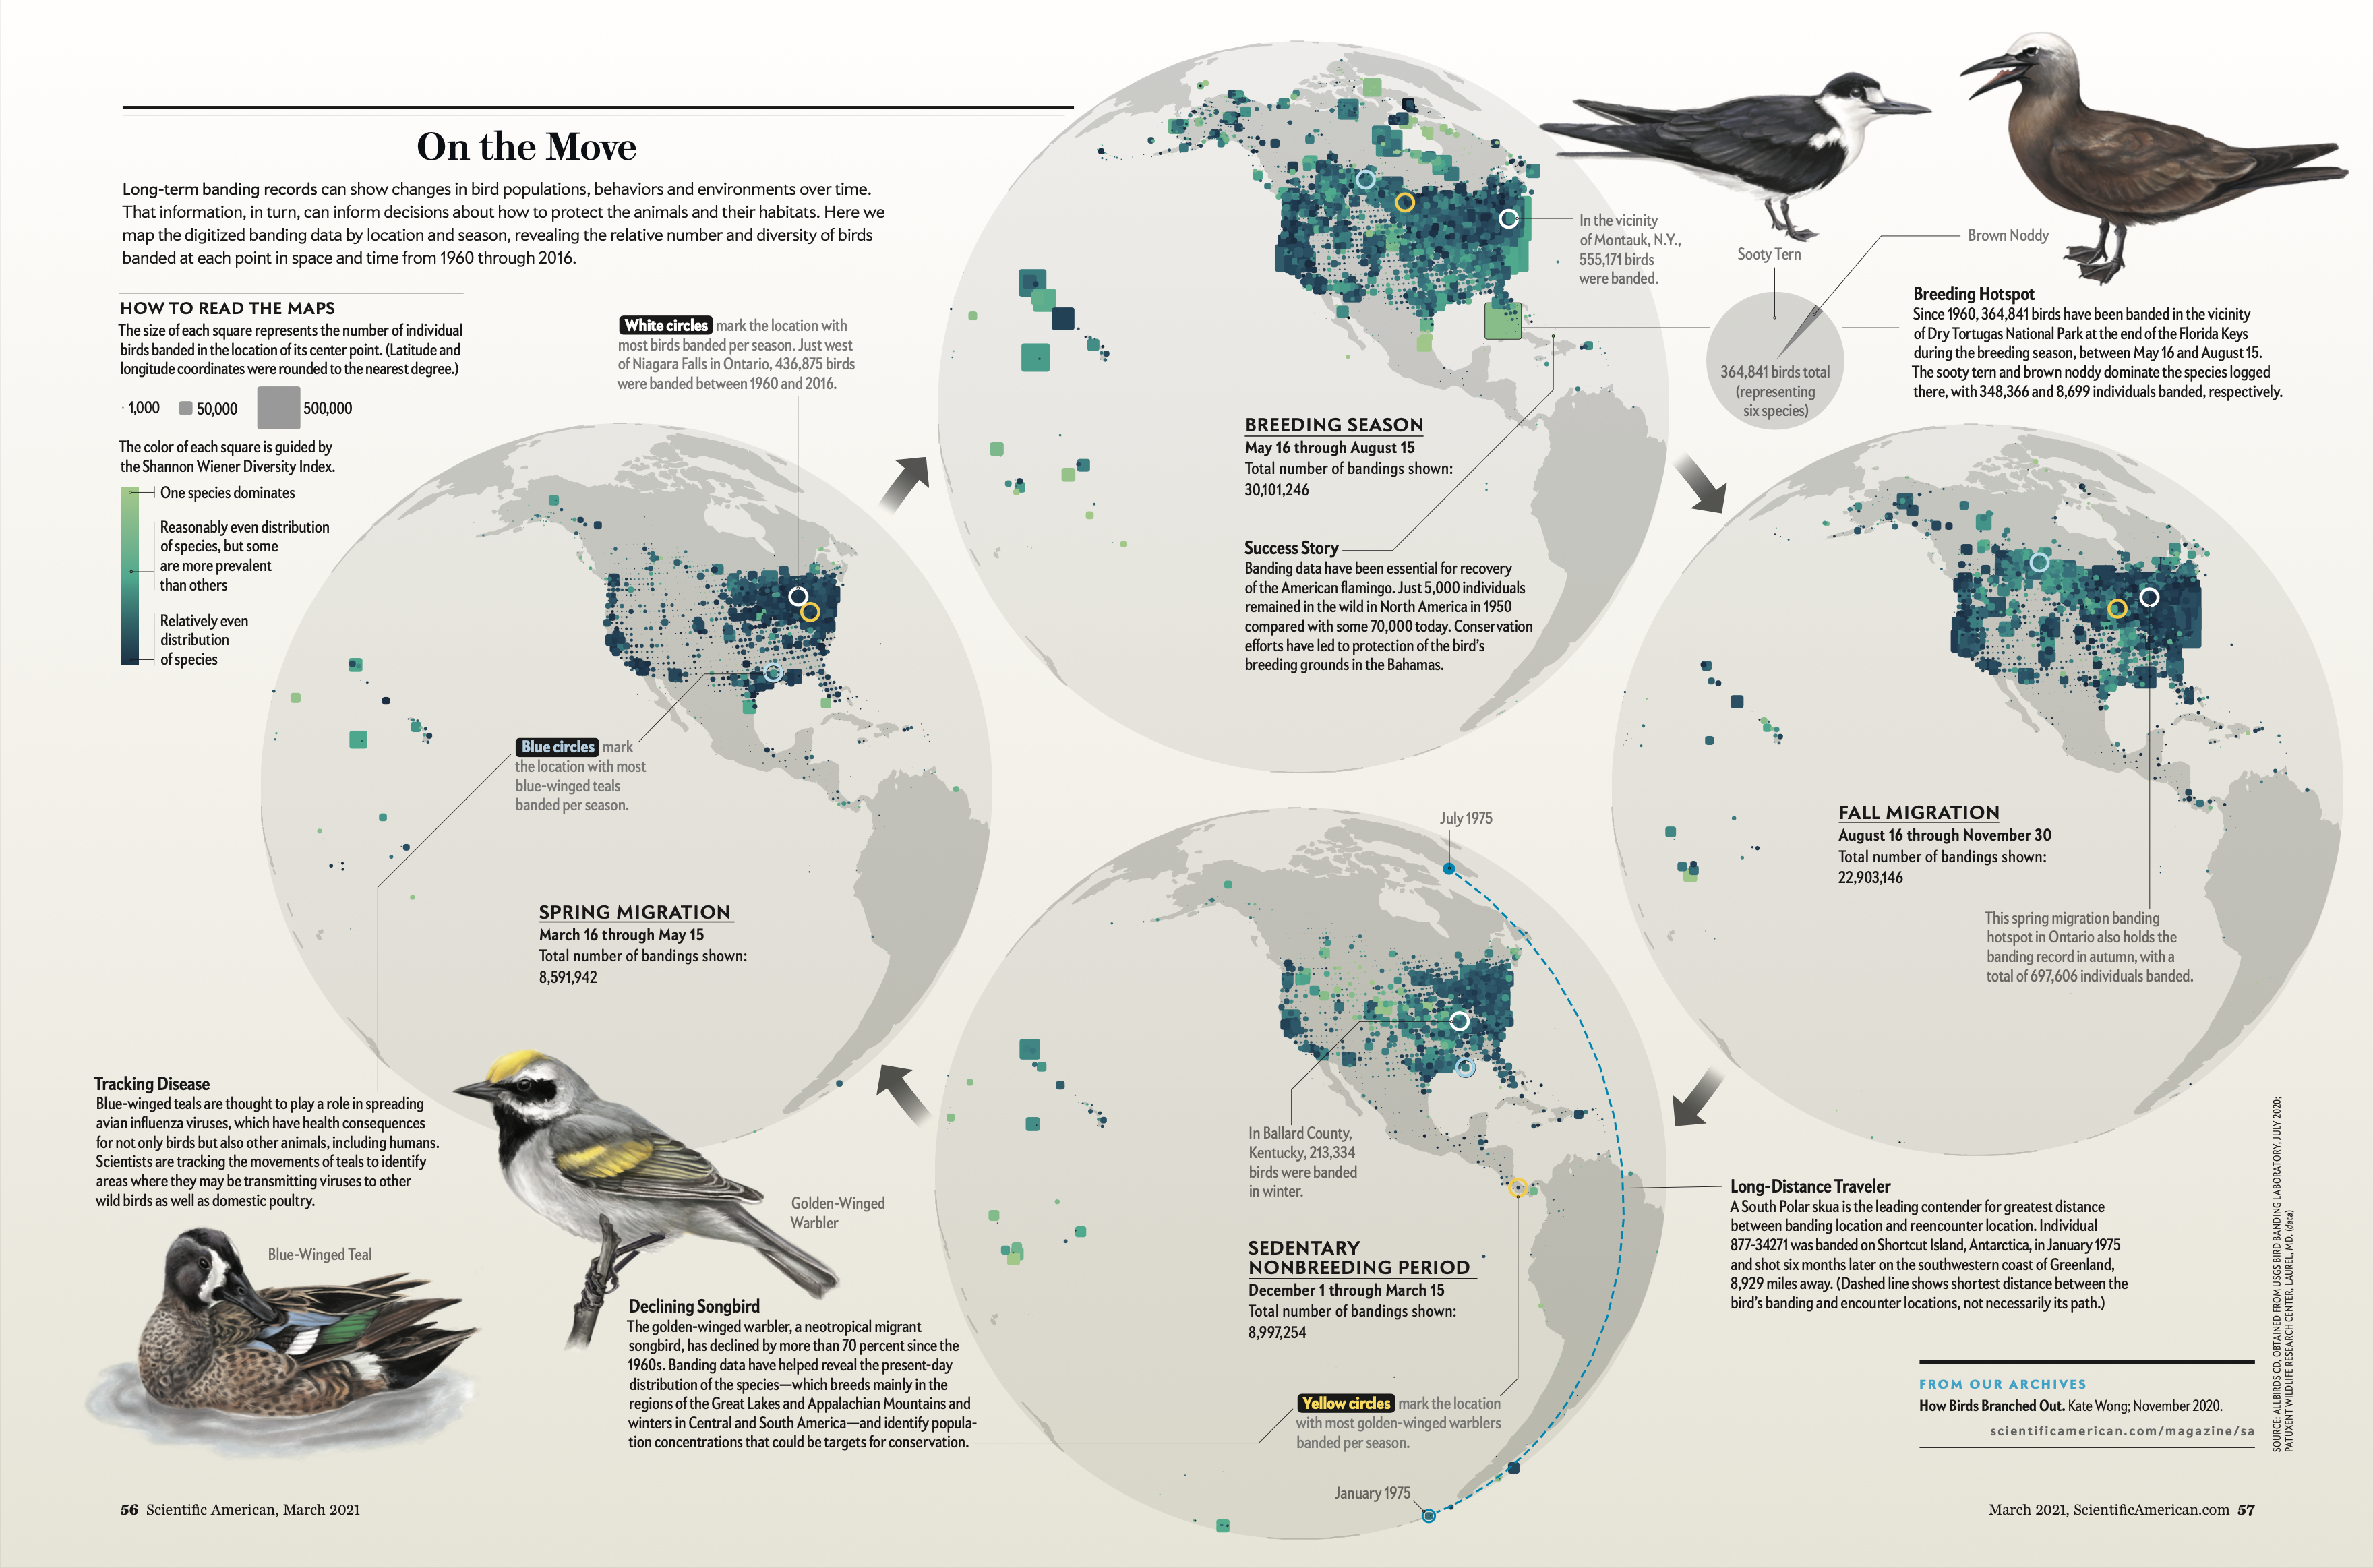 On the Move
Long-term banding records can show changes in bird populations, behaviors and environments over time.
That information, in turn, can inform decisions about how to protect the animals and their habitats. Here we
map the digitized banding data by location and season, revealing the relative number and diversity of birds
banded at each point in space and time from 1960 through 2016.
HOW TO READ THE MAPS
The size of each square represents the number of individual
birds banded in the location of its center point. (Latitude and
longitude coordinates were rounded to the nearest degree.)
1,000
50,000
500,000
The color of each square is guided by
the Shannon Wiener Diversity Index.
One species dominates
Reasonably even distribution
of species, but some
are more prevalent
than others
Relatively even
distribution
of species
White circles mark the location with
most birds banded per season. Just west
of Niagara Falls in Ontario, 436,875 birds
were banded between 1960 and 2016.
Blue circles mark
the location with most
blue-winged teals
banded per season.
SPRING MIGRATION
March 16 through May 15
Total number of bandings shown:
8,591,942
Tracking Disease
Blue-winged teals are thought to play a role in spreading
avian influenza viruses, which have health consequences
for not only birds but also other animals, including humans.
Scientists are tracking the movements of teals to identify
areas where they may be transmitting viruses to other
wild birds as well as domestic poultry.
Blue-Winged Teal
Golden-Winged
Warbler
Declining Songbird
The golden-winged warbler, a neotropical migrant
songbird, has declined by more than 70 percent since the
1960s. Banding data have helped reveal the present-day
distribution of the species—which breeds mainly in the
regions of the Great Lakes and Appalachian Mountains and
winters in Central and South America—and identify popula-
tion concentrations that could be targets for conservation.
BREEDING SEASON
May 16 through August 15
Total number of bandings shown:
30,101,246
Success Story
Banding data have been essential for recovery
of the American flamingo. Just 5,000 individuals
remained in the wild in North America in 1950
compared with some 70,000 today. Conservation
efforts have led to protection of the bird's
breeding grounds in the Bahamas.
In the vicinity
of Montauk, N.Y.,
555,171 birds
were banded.
Sooty Tern
Brown Noddy
364,841 birds total
(representing
six species)
Breeding Hotspot
Since 1960, 364,841 birds have been banded in the vicinity
of Dry Tortugas National Park at the end of the Florida Keys
during the breeding season, between May 16 and August 15.
The sooty tern and brown noddy dominate the species logged
there, with 348,366 and 8,699 individuals banded, respectively.
FALL MIGRATION
August 16 through November 30
Total number of bandings shown:
22,903,146
This spring migration banding
hotspot in Ontario also holds the
banding record in autumn, with a
total of 697,606 individuals banded.
July 1975
In Ballard County,
Kentucky, 213,334
birds were banded
in winter.
SEDENTARY
NONBREEDING PERIOD
December 1 through March 15
Total number of bandings shown:
8,997,254
Yellow circles mark the location
with most golden-winged warblers
banded per season.
January 1975
Long-Distance Traveler
A South Polar skua is the leading contender for greatest distance
between banding location and reencounter location. Individual
877-34271 was banded on Shortcut Island, Antarctica, in January 1975
and shot six months later on the southwestern coast of Greenland,
8,929 miles away. (Dashed line shows shortest distance between the
bird's banding and encounter locations, not necessarily its path.)
FROM OUR ARCHIVES
How Birds Branched Out. Kate Wong; November 2020.
scientificamerican.com/magazine/sa
SOURCE: ALLBIRDS CD, OBTAINED FROM USGS BIRD BANDING LABORATORY, JULY 2020;
PATUXENT WILDLIFE RESEARCH CENTER, LAUREL, MD. (data)
56 Scientific American, March 2021
March 2021, ScientificAmerican.com 57